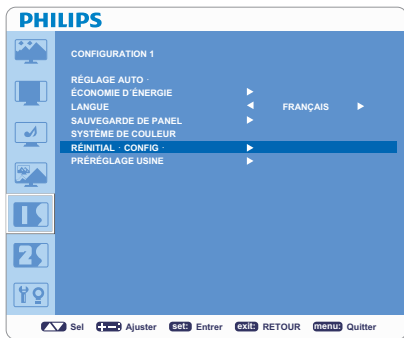 PHILIPS
CONFIGURATION 1
RÉGLAGE AUTO ·
ÉCONOMIE D´ÉNERGIE
LANGUE FRANÇAIS
SAUVEGARDE DE PANEL
SYSTÈME DE COULEUR
RÉINITIAL · CONFIG ·
PRÉRÉGLAGE USINE
Sel Ajuster set: Entrer exit: RETOUR menu: Quitter